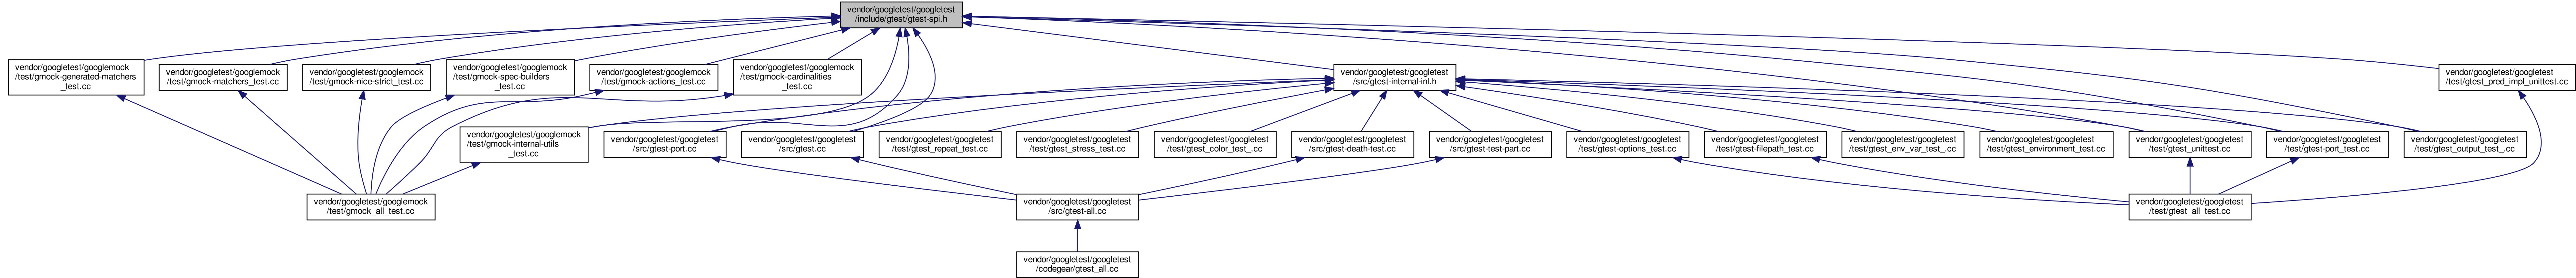 vendor/googletest/googletest
/include/gtest/gtest-spi.h
vendor/googletest/googlemock
/test/gmock-generated-matchers
_test.cc
vendor/googletest/googlemock
/test/gmock-matchers_test.cc
vendor/googletest/googlemock
/test/gmock-nice-strict_test.cc
vendor/googletest/googlemock
/test/gmock-spec-builders
_test.cc
vendor/googletest/googlemock
/test/gmock-actions_test.cc
vendor/googletest/googlemock
/test/gmock-cardinalities
_test.cc
vendor/googletest/googletest
/src/gtest-internal-inl.h
vendor/googletest/googletest
/test/gtest_pred_impl_unittest.cc
vendor/googletest/googlemock
/test/gmock-internal-utils
_test.cc
vendor/googletest/googletest
/src/gtest-port.cc
vendor/googletest/googletest
/src/gtest.cc
vendor/googletest/googletest
/test/gtest_repeat_test.cc
vendor/googletest/googletest
/test/gtest_stress_test.cc
vendor/googletest/googletest
/test/gtest_color_test_.cc
vendor/googletest/googletest
/src/gtest-death-test.cc
vendor/googletest/googletest
/src/gtest-test-part.cc
vendor/googletest/googletest
/test/gtest-options_test.cc
vendor/googletest/googletest
/test/gtest-filepath_test.cc
vendor/googletest/googletest
/test/gtest_env_var_test_.cc
vendor/googletest/googletest
/test/gtest_environment_test.cc
vendor/googletest/googletest
/test/gtest_unittest.cc
vendor/googletest/googletest
/test/gtest-port_test.cc
vendor/googletest/googletest
/test/gtest_output_test_.cc
vendor/googletest/googlemock
/test/gmock_all_test.cc
vendor/googletest/googletest
/src/gtest-all.cc
vendor/googletest/googletest
/test/gtest_all_test.cc
vendor/googletest/googletest
/codegear/gtest_all.cc